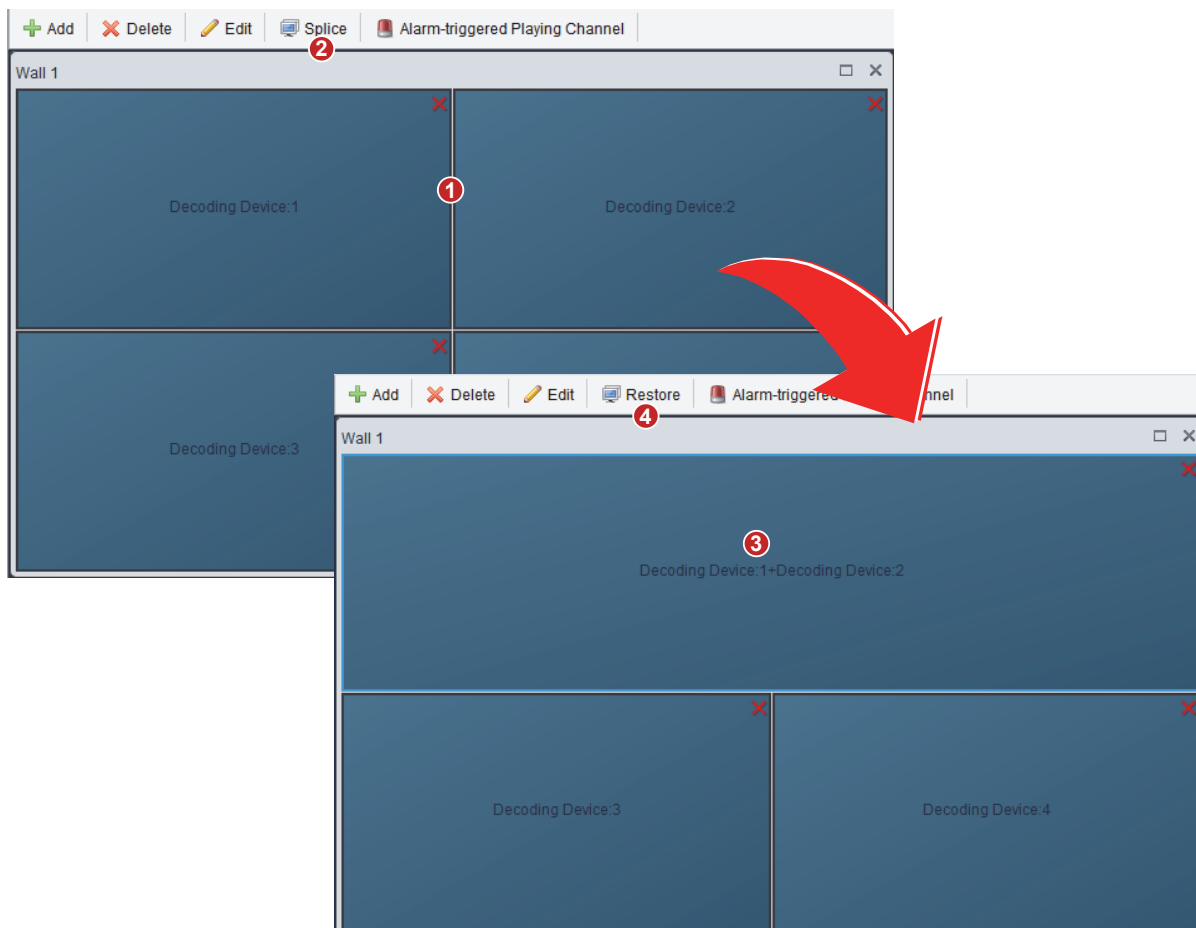 Add Delete Edit Splice Alarm-triggered Playing Channel
2
Wall 1
1
Decoding Device:1 Decoding Device:2
Decoding Device:3
Add Delete Edit Restore Alarm-triggered nnel
4
Wall 1
3
Decoding Device:1+Decoding Device:2
Decoding Device:3 Decoding Device:4